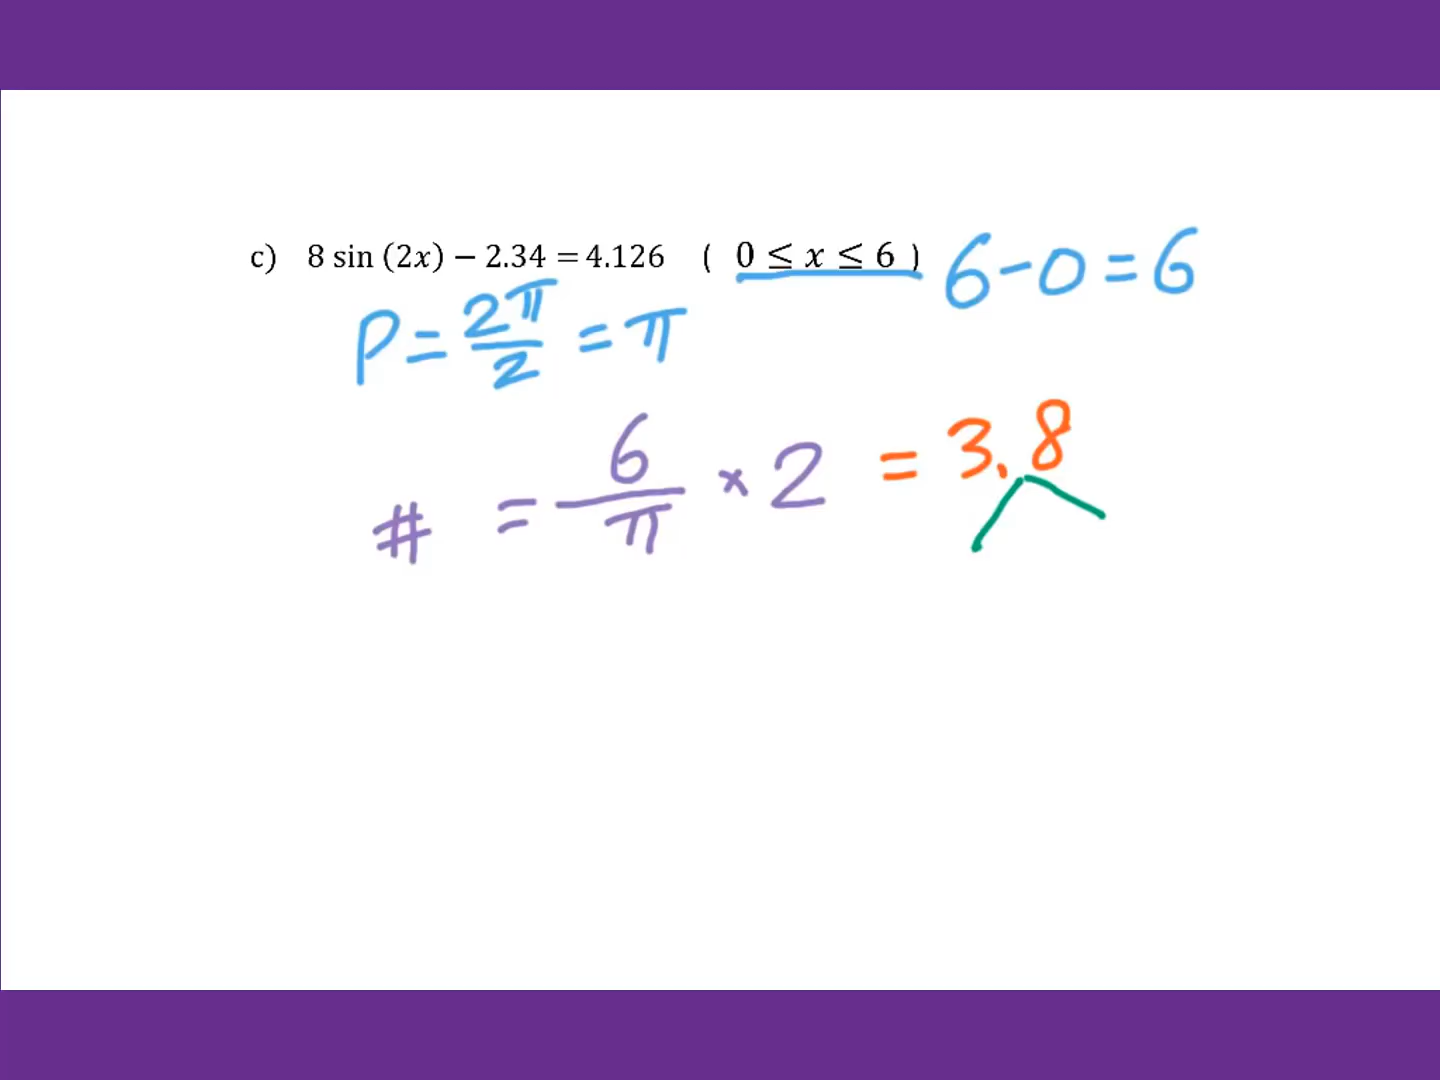 c) 8 sin (2x) − 2.34 = 4.126 ( 0 ≤ x ≤ 6 ) 6 − 0 = 6
P = 2π/2 = π
# = 6/π × 2 = 3.8